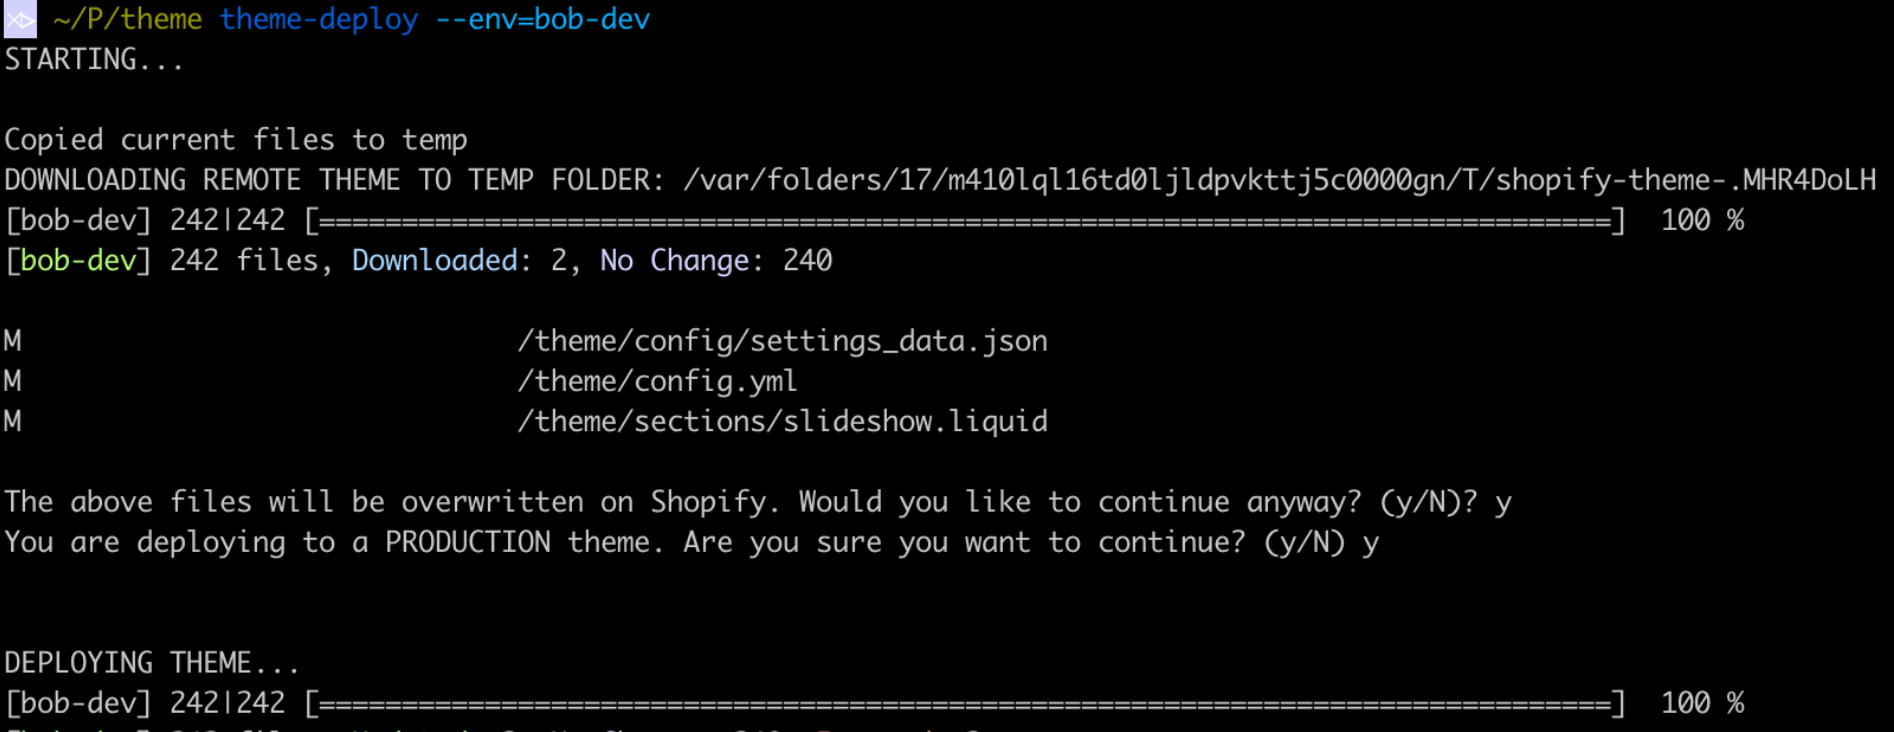 ~/P/theme theme-deploy --env=bob-dev
STARTING...
Copied current files to temp
DOWNLOADING REMOTE THEME TO TEMP FOLDER: /var/folders/17/m410lql16td0ljldpvkttj5c0000gn/T/shopify-theme-.MHR4DoLH
[bob-dev] 242|242 [==============================================================================] 100 %
[bob-dev] 242 files, Downloaded: 2, No Change: 240
M /theme/config/settings_data.json
M /theme/config.yml
M /theme/sections/slideshow.liquid
The above files will be overwritten on Shopify. Would you like to continue anyway? (y/N)? y
You are deploying to a PRODUCTION theme. Are you sure you want to continue? (y/N) y
DEPLOYING THEME...
[bob-dev] 242|242 [==============================================================================] 100 %